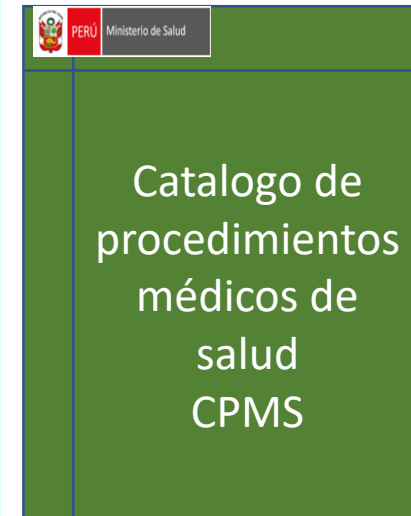 PERÚ Ministerio de Salud
Catalogo de
procedimientos
médicos de
salud
CPMS